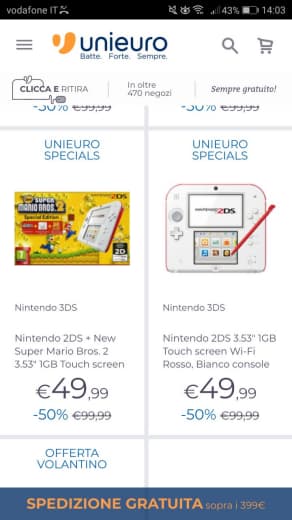 vodafone IT 43% 14:03
unieuro
Batte. Forte. Sempre.
CLICCA E RITIRA
In oltre
470 negozi
Sempre gratuito!
-50% €99,99
-50% €99,99
UNIEURO
SPECIALS
SUPER
MARIO BROS. 2
Special Edition
2D
Nintendo 3DS
Nintendo 2DS + New
Super Mario Bros. 2
3.53" 1GB Touch screen
€49,99
-50% €99,99
UNIEURO
SPECIALS
NINTENDO 2DS
Nintendo 3DS
Nintendo 2DS 3.53" 1GB
Touch screen Wi-Fi
Rosso, Bianco console
€49,99
-50% €99,99
OFFERTA
VOLANTINO
SPEDIZIONE GRATUITA sopra i 399€